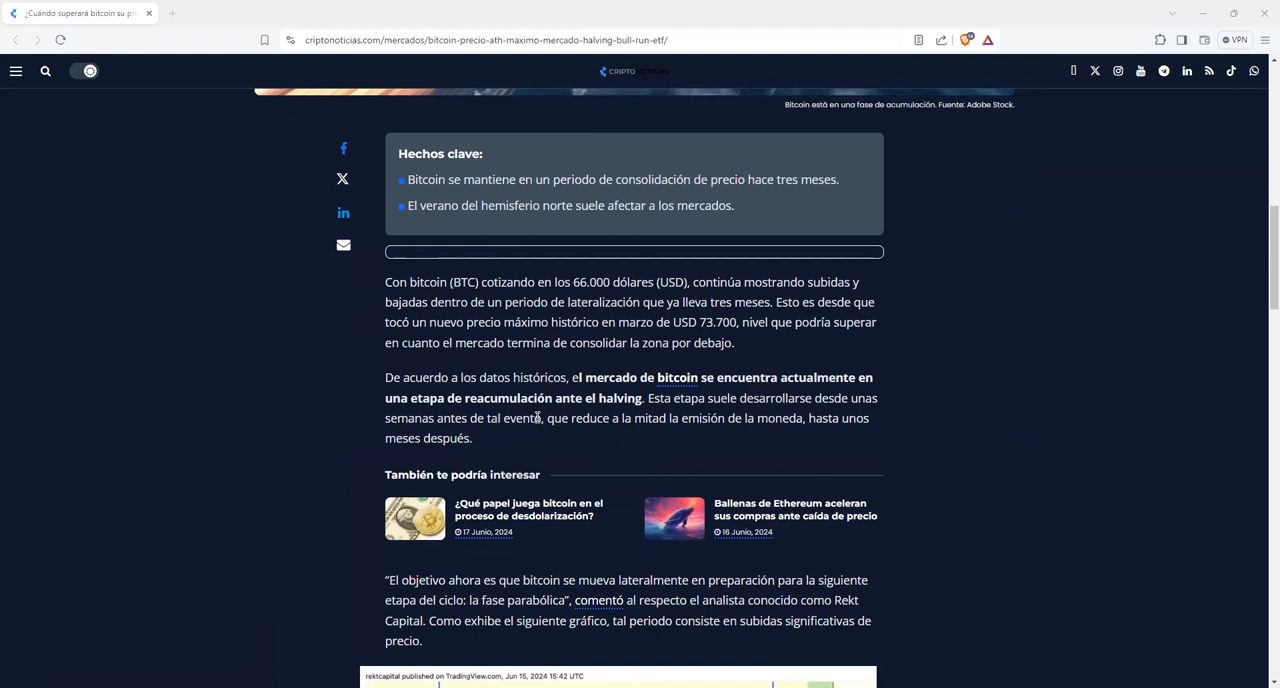 ¿Cuándo superará bitcoin su pr
criptonoticias.com/mercados/bitcoin-precio-ath-maximo-mercado-halving-bull-run-etf/
VPN
CRIPTONOTICIAS
Bitcoin está en una fase de acumulación. Fuente: Adobe Stock.
Hechos clave:
Bitcoin se mantiene en un periodo de consolidación de precio hace tres meses.
El verano del hemisferio norte suele afectar a los mercados.
Con bitcoin (BTC) cotizando en los 66.000 dólares (USD), continúa mostrando subidas y
bajadas dentro de un periodo de lateralización que ya lleva tres meses. Esto es desde que
tocó un nuevo precio máximo histórico en marzo de USD 73.700, nivel que podría superar
en cuanto el mercado termina de consolidar la zona por debajo.
De acuerdo a los datos históricos, el mercado de bitcoin se encuentra actualmente en
una etapa de reacumulación ante el halving. Esta etapa suele desarrollarse desde unas
semanas antes de tal evento, que reduce a la mitad la emisión de la moneda, hasta unos
meses después.
También te podría interesar
¿Qué papel juega bitcoin en el
proceso de desdolarización?
17 Junio, 2024
Ballenas de Ethereum aceleran
sus compras ante caída de precio
16 Junio, 2024
“El objetivo ahora es que bitcoin se mueva lateralmente en preparación para la siguiente
etapa del ciclo: la fase parabólica”, comentó al respecto el analista conocido como Rekt
Capital. Como exhibe el siguiente gráfico, tal periodo consiste en subidas significativas de
precio.
rektcapital published on TradingView.com, Jun 15, 2024 15:42 UTC